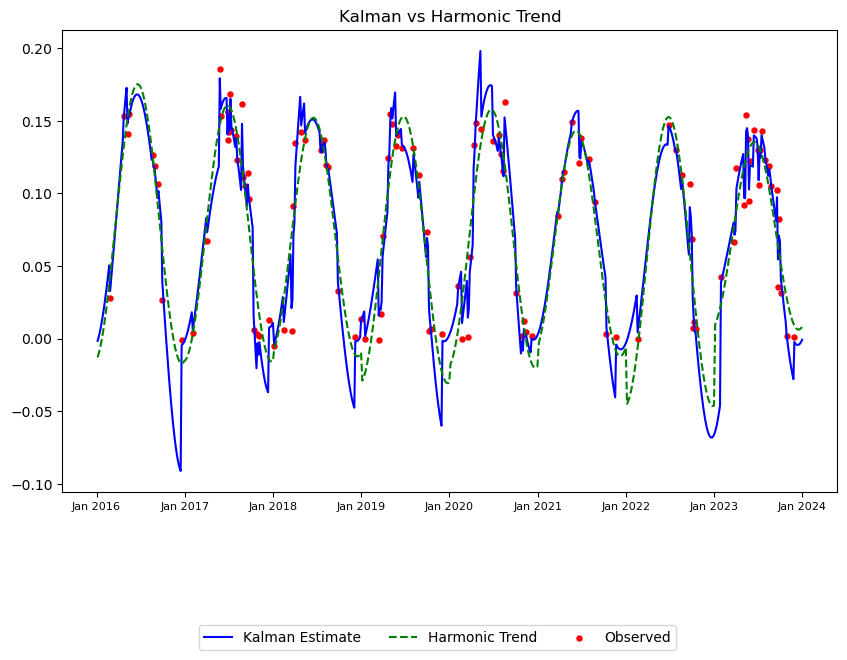 Kalman vs Harmonic Trend
0.20
0.15
0.10
0.05
0.00
−0.05
−0.10
Jan 2016 Jan 2017 Jan 2018 Jan 2019 Jan 2020 Jan 2021 Jan 2022 Jan 2023 Jan 2024
Kalman Estimate Harmonic Trend Observed